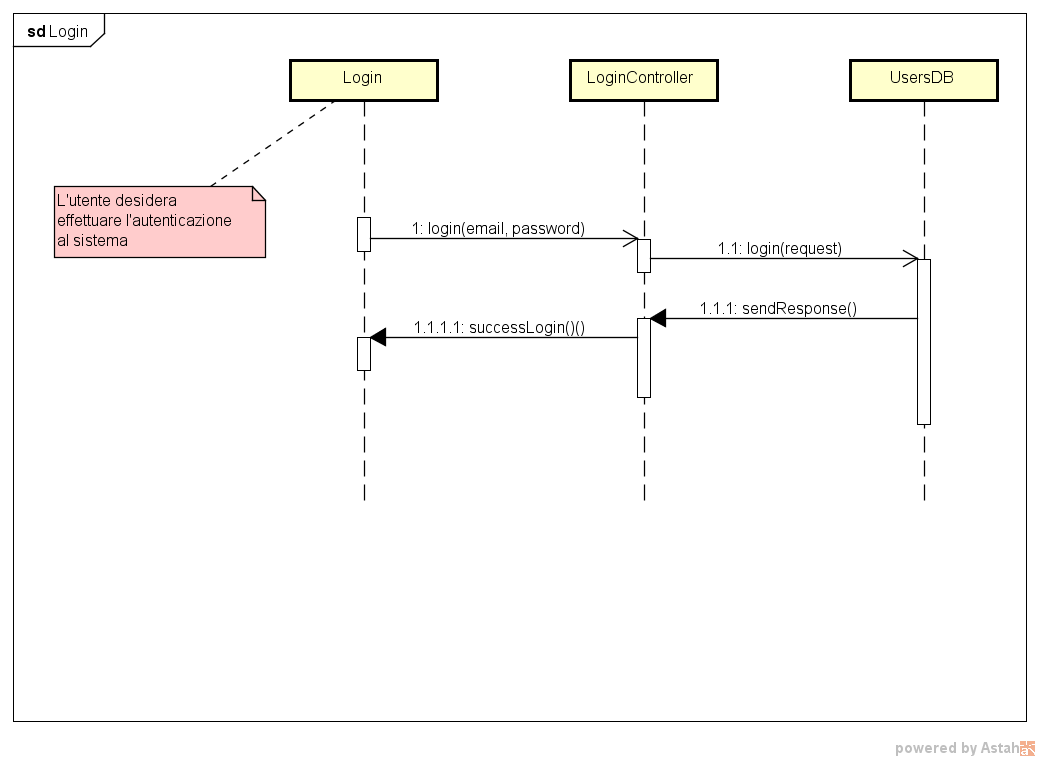 sd Login
Login
LoginController
UsersDB
L'utente desidera
effettuare l'autenticazione
al sistema
1: login(email, password)
1.1: login(request)
1.1.1: sendResponse()
1.1.1.1: successLogin()()
powered by Astah